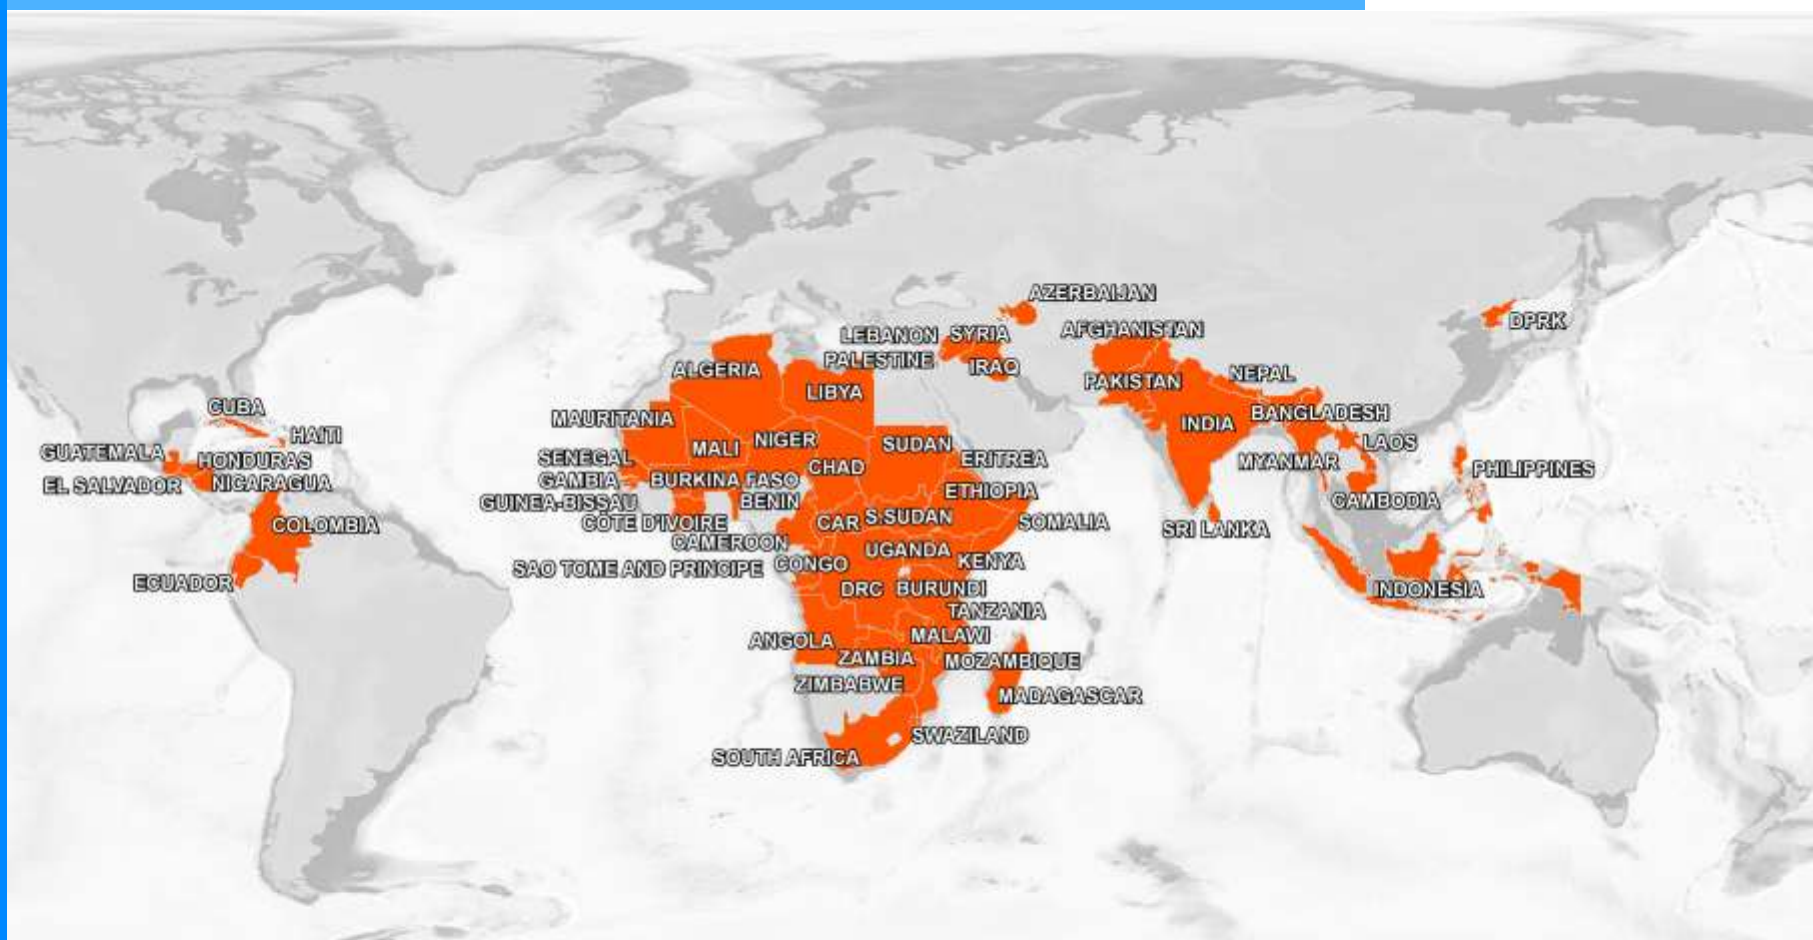 AZERBAIJAN
LEBANON
SYRIA
AFGHANISTAN
DPRK
PALESTINE
IRAQ
ALGERIA
PAKISTAN
NEPAL
LIBYA
CUBA
MAURITANIA
INDIA
BANGLADESH
HAITI
MALI
NIGER
SUDAN
LAOS
GUATEMALA
HONDURAS
SENEGAL
CHAD
ERITREA
MYANMAR
PHILIPPINES
EL SALVADOR
NICARAGUA
GAMBIA
BURKINA FASO
ETHIOPIA
GUINEA-BISSAU
BENIN
CAMBODIA
COLOMBIA
COTE D'IVOIRE
CAR
S.SUDAN
SOMALIA
SRI LANKA
CAMEROON
UGANDA
SAO TOME AND PRINCIPE
CONGO
KENYA
ECUADOR
DRC
BURUNDI
INDONESIA
TANZANIA
ANGOLA
MALAWI
ZAMBIA
MOZAMBIQUE
ZIMBABWE
MADAGASCAR
SWAZILAND
SOUTH AFRICA